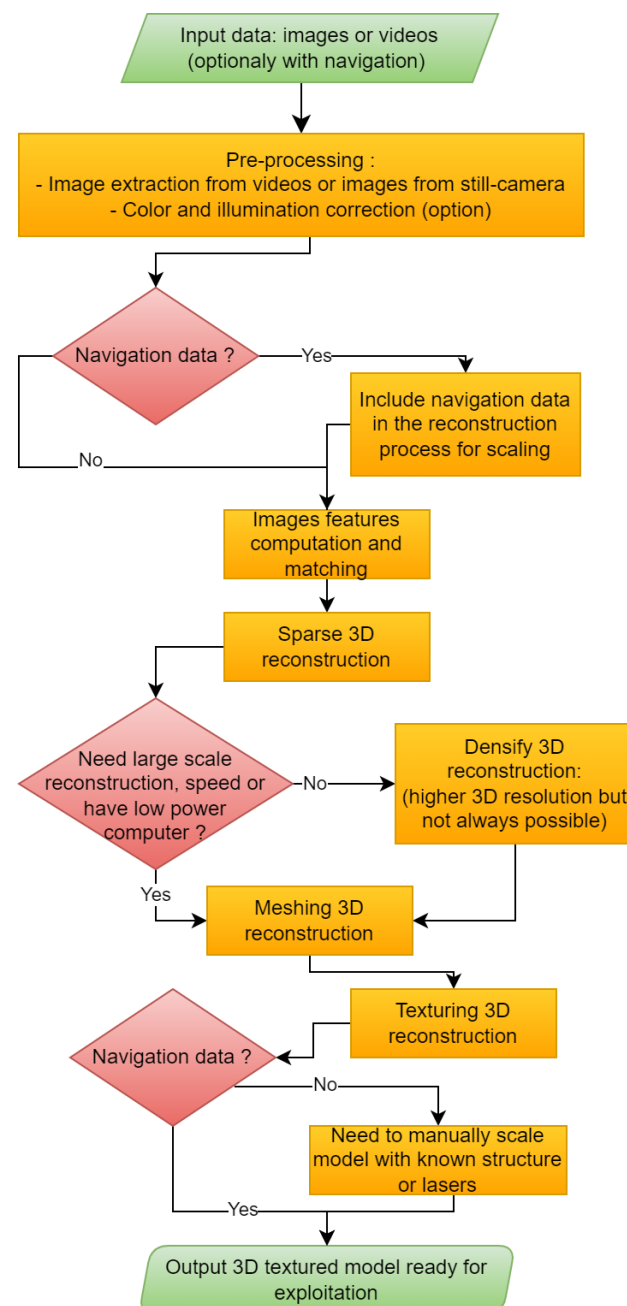 Input data: images or videos
(optionaly with navigation)
Pre-processing :
- Image extraction from videos or images from still-camera
- Color and illumination correction (option)
Navigation data ?
Yes
Include navigation data
in the reconstruction
process for scaling
No
Images features
computation and
matching
Sparse 3D
reconstruction
Need large scale
reconstruction, speed or
have low power
computer ?
No
Densify 3D
reconstruction:
(higher 3D resolution but
not always possible)
Yes
Meshing 3D
reconstruction
Texturing 3D
reconstruction
Navigation data ?
No
Need to manually scale
model with known structure
or lasers
Yes
Output 3D textured model ready for
exploitation